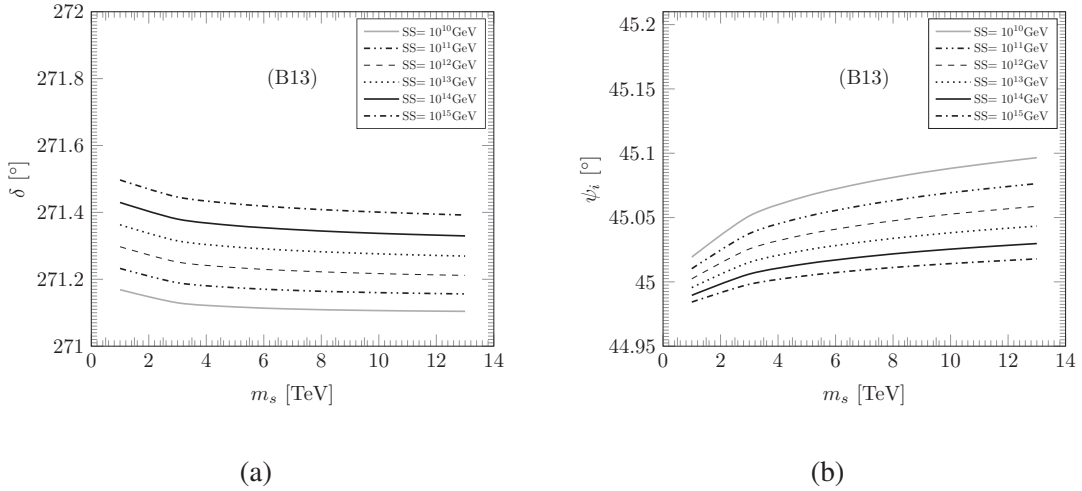 272
271.8
271.6
271.4
271.2
271
0 2 4 6 8 10 12 14
δ [°]
m_s [TeV]
(B13)
SS= 10^10GeV
SS= 10^11GeV
SS= 10^12GeV
SS= 10^13GeV
SS= 10^14GeV
SS= 10^15GeV
(a)
45.2
45.15
45.1
45.05
45
44.95
0 2 4 6 8 10 12 14
ψ_i [°]
m_s [TeV]
(B13)
SS= 10^10GeV
SS= 10^11GeV
SS= 10^12GeV
SS= 10^13GeV
SS= 10^14GeV
SS= 10^15GeV
(b)